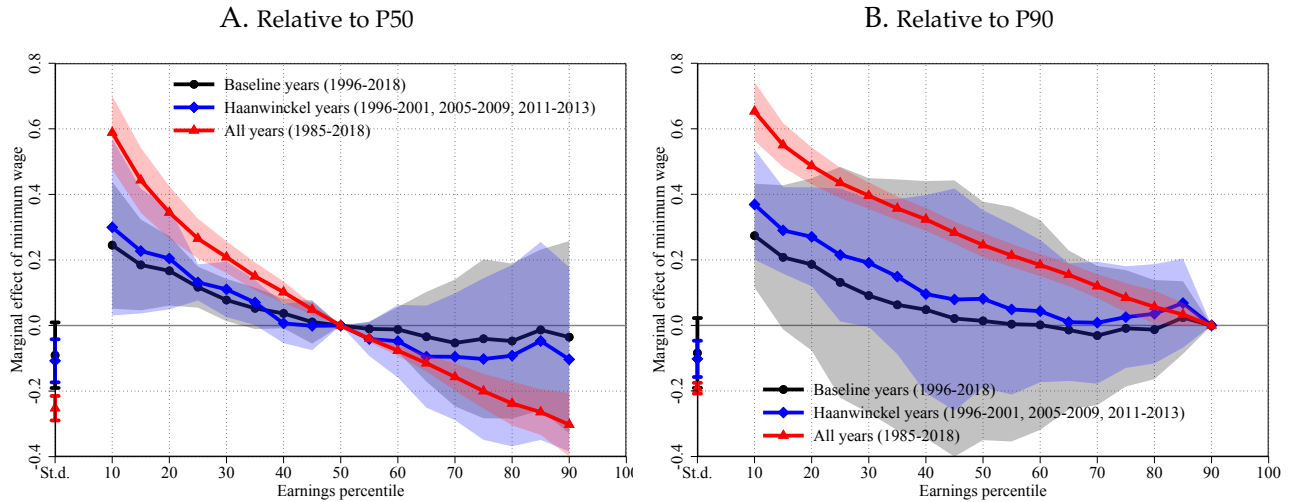 A. Relative to P50
Marginal effect of minimum wage
0.8
0.6
0.4
0.2
0.0
-0.2
-0.4
Baseline years (1996-2018)
Haanwinckel years (1996-2001, 2005-2009, 2011-2013)
All years (1985-2018)
St.d. 10 20 30 40 50 60 70 80 90 100
Earnings percentile
B. Relative to P90
Marginal effect of minimum wage
0.8
0.6
0.4
0.2
0.0
-0.2
-0.4
Baseline years (1996-2018)
Haanwinckel years (1996-2001, 2005-2009, 2011-2013)
All years (1985-2018)
St.d. 10 20 30 40 50 60 70 80 90 100
Earnings percentile